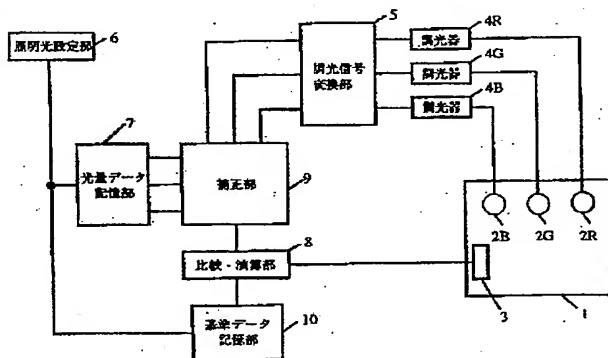 照明光設定部
6
5
調光信号
変換部
4R
調光器
4G
調光器
4B
調光器
7
光量データ
記憶部
補正部
9
8
比較・演算部
基準データ
記憶部
10
2B
2G
2R
3
1